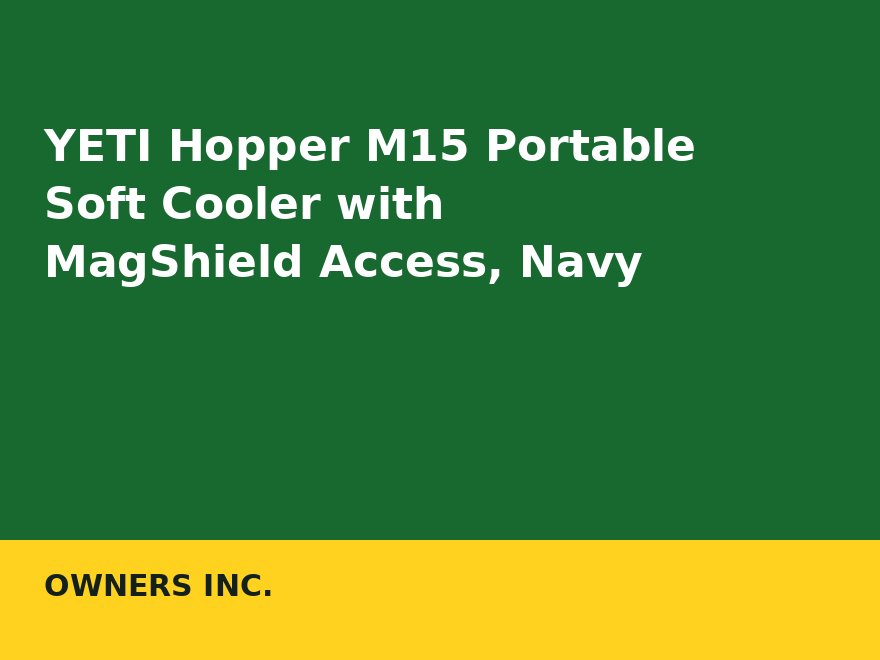 YETI Hopper M15 Portable
Soft Cooler with
MagShield Access, Navy
OWNERS INC.